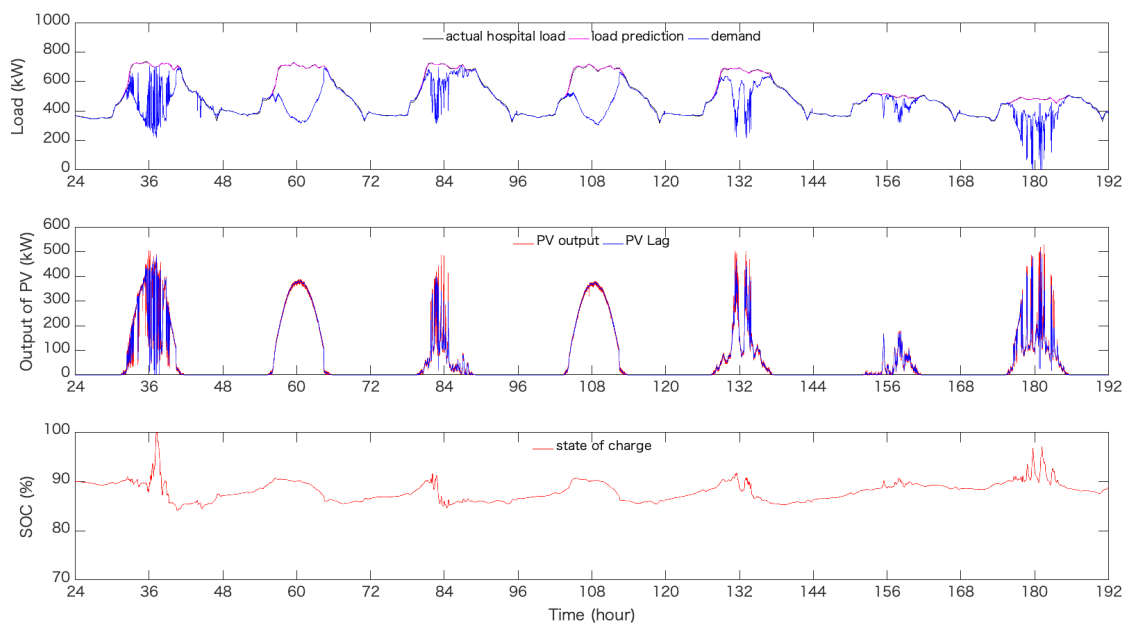 1000
800
600
400
200
0
Load (kW)
actual hospital load load prediction demand
24 36 48 60 72 84 96 108 120 132 144 156 168 180 192
600
500
400
300
200
100
0
Output of PV (kW)
PV output PV Lag
24 36 48 60 72 84 96 108 120 132 144 156 168 180 192
100
90
80
70
SOC (%)
state of charge
24 36 48 60 72 84 96 108 120 132 144 156 168 180 192
Time (hour)